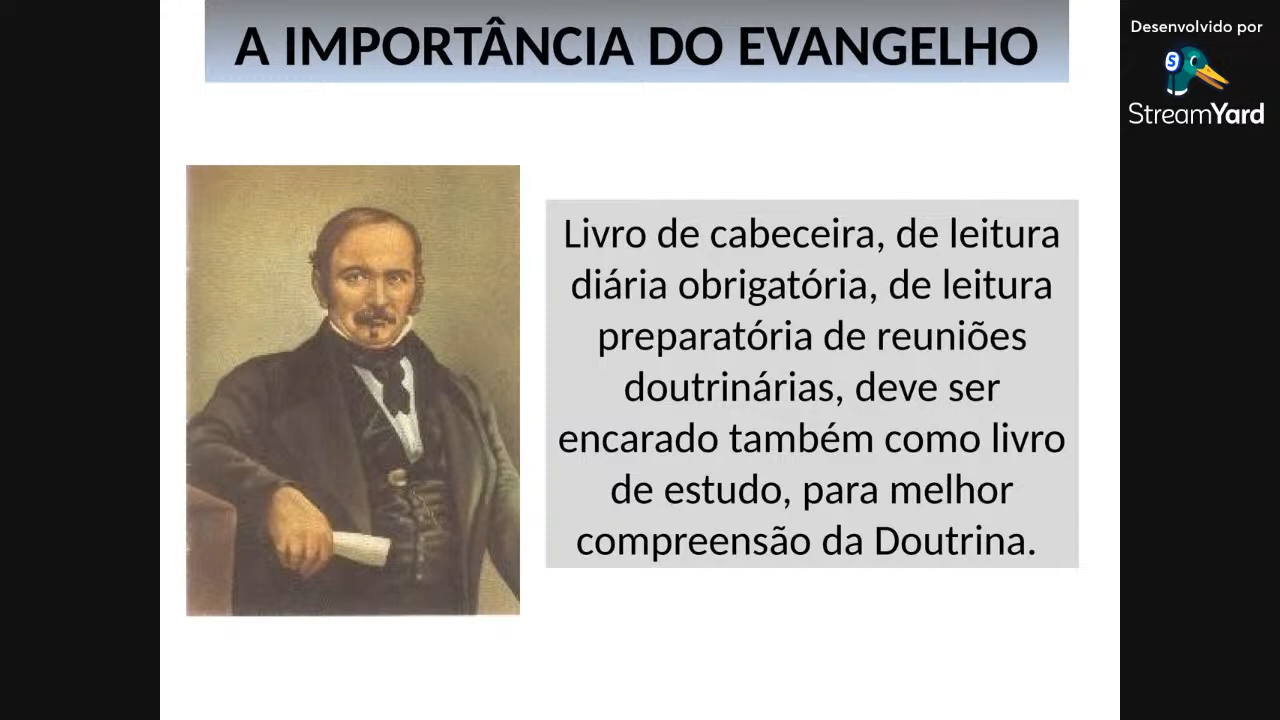 A IMPORTÂNCIA DO EVANGELHO
Desenvolvido por
StreamYard
Livro de cabeceira, de leitura
diária obrigatória, de leitura
preparatória de reuniões
doutrinárias, deve ser
encarado também como livro
de estudo, para melhor
compreensão da Doutrina.